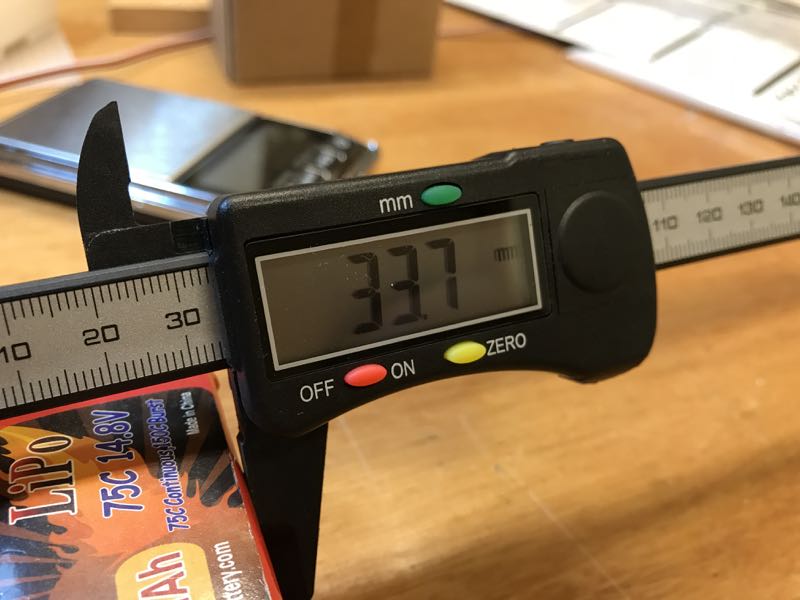 mm
33.7 mm
OFF ON ZERO
10 20 30
110 120 130 140
LiPo
75C 14.8V
75C Continuous,150C Burst
Made in China
Ah
ttery.com